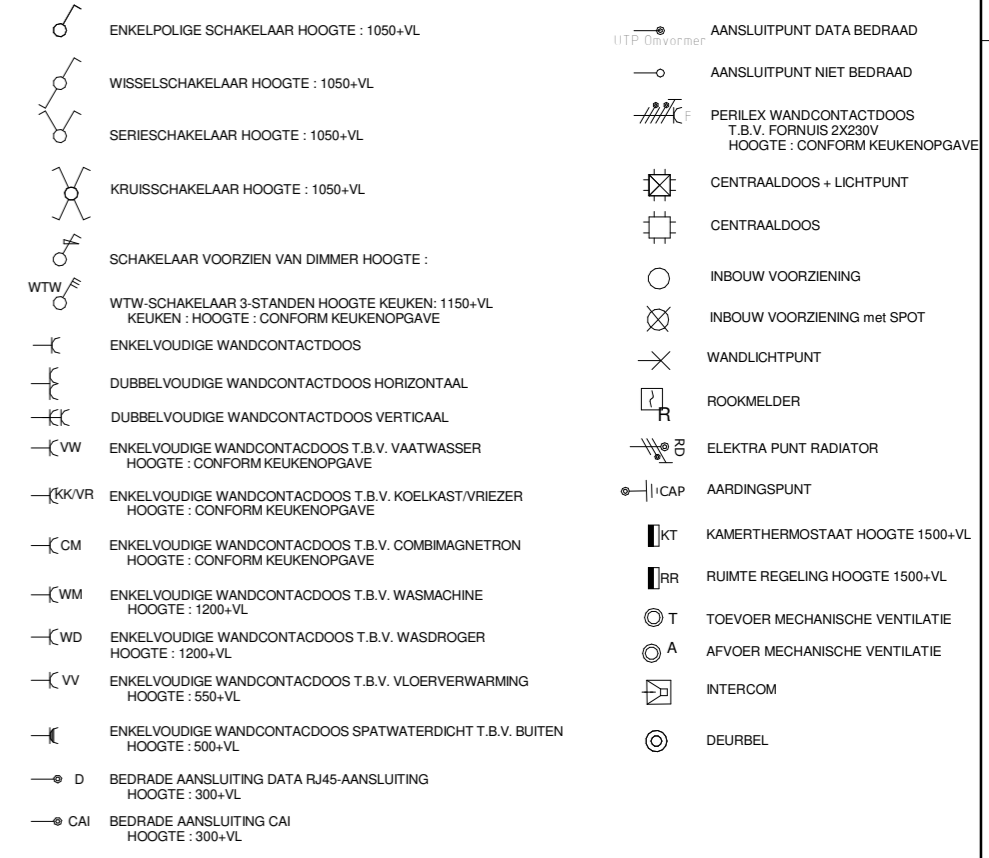 ENKELPOLIGE SCHAKELAAR HOOGTE : 1050+VL
WISSELSCHAKELAAR HOOGTE : 1050+VL
SERIESCHAKELAAR HOOGTE : 1050+VL
KRUISSCHAKELAAR HOOGTE : 1050+VL
SCHAKELAAR VOORZIEN VAN DIMMER HOOGTE :
WTW
WTW-SCHAKELAAR 3-STANDEN HOOGTE KEUKEN: 1150+VL
KEUKEN : HOOGTE : CONFORM KEUKENOPGAVE
ENKELVOUDIGE WANDCONTACTDOOS
DUBBELVOUDIGE WANDCONTACTDOOS HORIZONTAAL
DUBBELVOUDIGE WANDCONTACTDOOS VERTICAAL
VW ENKELVOUDIGE WANDCONTACDOOS T.B.V. VAATWASSER
HOOGTE : CONFORM KEUKENOPGAVE
KK/VR ENKELVOUDIGE WANDCONTACDOOS T.B.V. KOELKAST/VRIEZER
HOOGTE : CONFORM KEUKENOPGAVE
CM ENKELVOUDIGE WANDCONTACDOOS T.B.V. COMBIMAGNETRON
HOOGTE : CONFORM KEUKENOPGAVE
WM ENKELVOUDIGE WANDCONTACDOOS T.B.V. WASMACHINE
HOOGTE : 1200+VL
WD ENKELVOUDIGE WANDCONTACDOOS T.B.V. WASDROGER
HOOGTE : 1200+VL
VV ENKELVOUDIGE WANDCONTACDOOS T.B.V. VLOERVERWARMING
HOOGTE : 550+VL
ENKELVOUDIGE WANDCONTACDOOS SPATWATERDICHT T.B.V. BUITEN
HOOGTE : 500+VL
D BEDRADE AANSLUITING DATA RJ45-AANSLUITING
HOOGTE : 300+VL
CAI BEDRADE AANSLUITING CAI
HOOGTE : 300+VL
AANSLUITPUNT DATA BEDRAAD
UTP Omvormer
AANSLUITPUNT NIET BEDRAAD
F PERILEX WANDCONTACTDOOS
T.B.V. FORNUIS 2X230V
HOOGTE : CONFORM KEUKENOPGAVE
CENTRAALDOOS + LICHTPUNT
CENTRAALDOOS
INBOUW VOORZIENING
INBOUW VOORZIENING met SPOT
WANDLICHTPUNT
R ROOKMELDER
RD ELEKTRA PUNT RADIATOR
CAP AARDINGSPUNT
KT KAMERTHERMOSTAAT HOOGTE 1500+VL
RR RUIMTE REGELING HOOGTE 1500+VL
T TOEVOER MECHANISCHE VENTILATIE
A AFVOER MECHANISCHE VENTILATIE
INTERCOM
DEURBEL